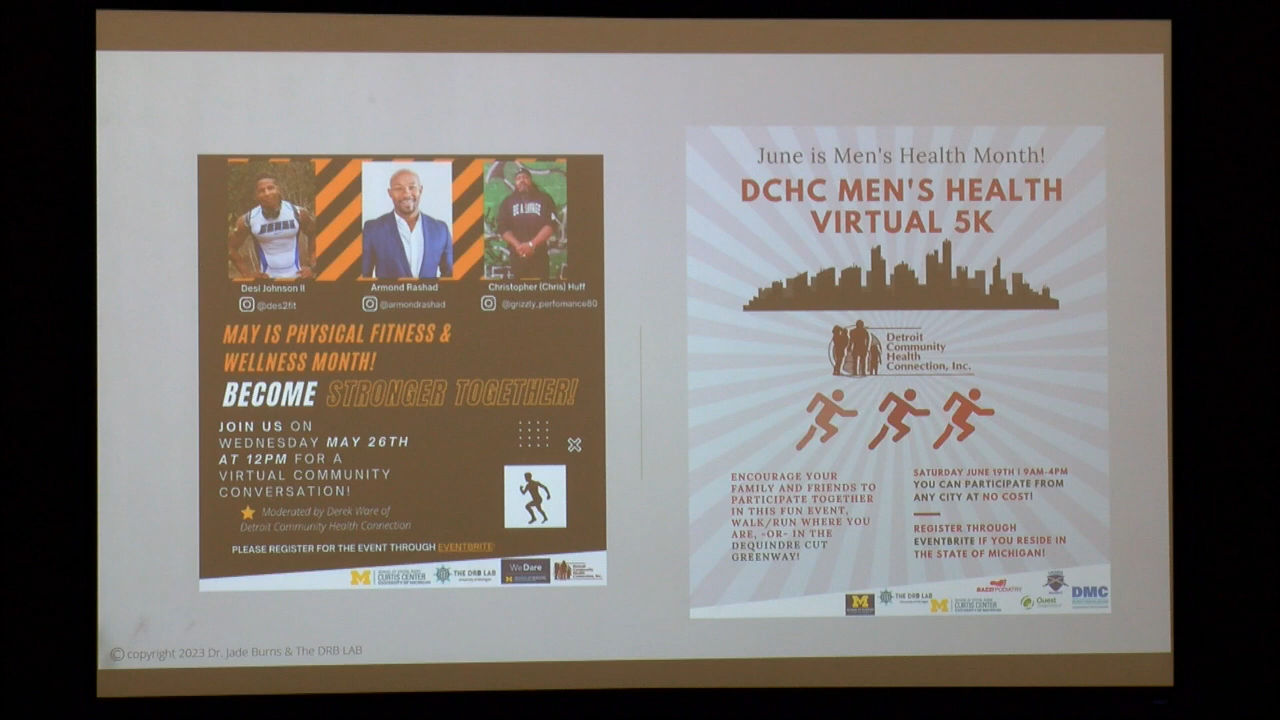 Desi Johnson II
@des2fit
Armond Rashad
@armondrashad
Christopher (Chris) Huff
@grizzly_perfomance80
BE A SAVAGE
MAY IS PHYSICAL FITNESS &
WELLNESS MONTH!
BECOME STRONGER TOGETHER!
JOIN US ON
WEDNESDAY MAY 26TH
AT 12PM FOR A
VIRTUAL COMMUNITY
CONVERSATION!
Moderated by Derek Ware of
Detroit Community Health Connection
PLEASE REGISTER FOR THE EVENT THROUGH EVENTBRITE
CURTIS CENTER
THE DRB LAB
We Dare
June is Men's Health Month!
DCHC MEN'S HEALTH
VIRTUAL 5K
Detroit
Community
Health
Connection, Inc.
ENCOURAGE YOUR
FAMILY AND FRIENDS TO
PARTICIPATE TOGETHER
IN THIS FUN EVENT,
WALK/RUN WHERE YOU
ARE, -OR- IN THE
DEQUINDRE CUT
GREENWAY!
SATURDAY JUNE 19TH | 9AM-4PM
YOU CAN PARTICIPATE FROM
ANY CITY AT NO COST!
REGISTER THROUGH
EVENTBRITE IF YOU RESIDE IN
THE STATE OF MICHIGAN!
M
THE DRB LAB
M CURTIS CENTER
BAZZI PODIATRY
Quest
DMC
© copyright 2023 Dr. Jade Burns & The DRB LAB